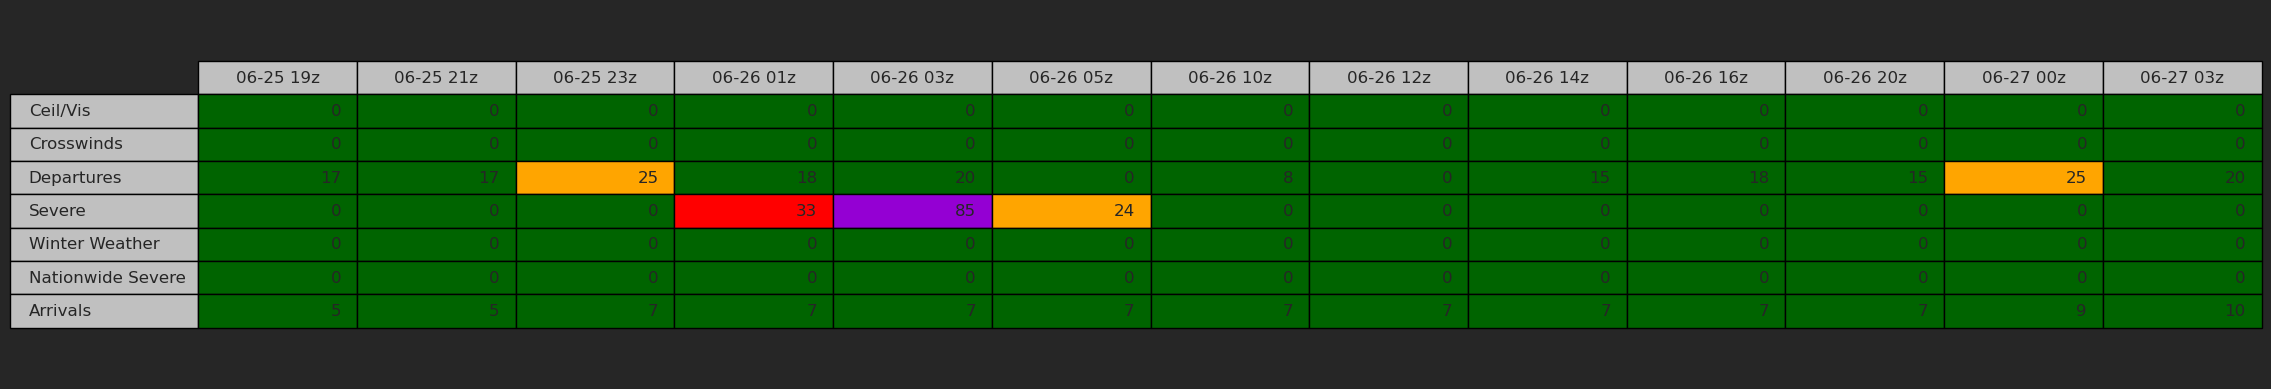 06-25 19z 06-25 21z 06-25 23z 06-26 01z 06-26 03z 06-26 05z 06-26 10z 06-26 12z 06-26 14z 06-26 16z 06-26 20z 06-27 00z 06-27 03z
Ceil/Vis 0 0 0 0 0 0 0 0 0 0 0 0 0
Crosswinds 0 0 0 0 0 0 0 0 0 0 0 0 0
Departures 17 17 25 18 20 0 8 0 15 18 15 25 20
Severe 0 0 0 33 85 24 0 0 0 0 0 0 0
Winter Weather 0 0 0 0 0 0 0 0 0 0 0 0 0
Nationwide Severe 0 0 0 0 0 0 0 0 0 0 0 0 0
Arrivals 5 5 7 7 7 7 7 7 7 7 7 9 10